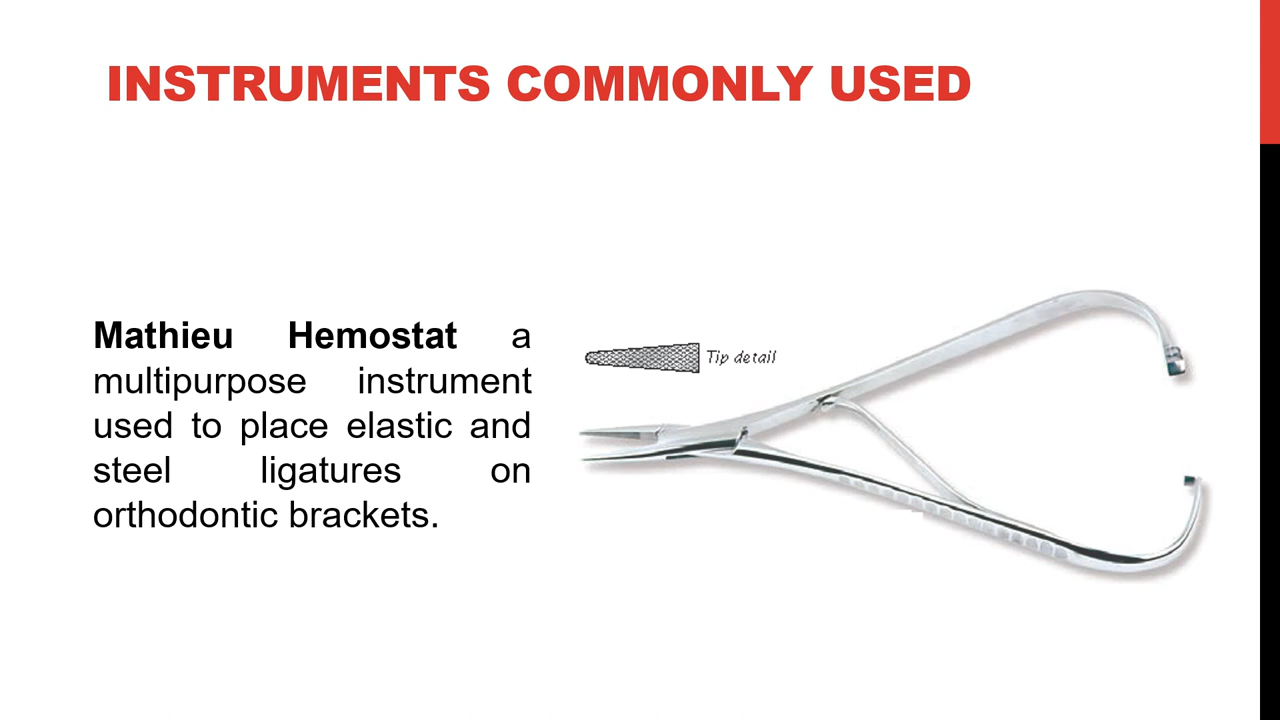 INSTRUMENTS COMMONLY USED
Mathieu Hemostat a
multipurpose instrument
used to place elastic and
steel ligatures on
orthodontic brackets.
Tip detail